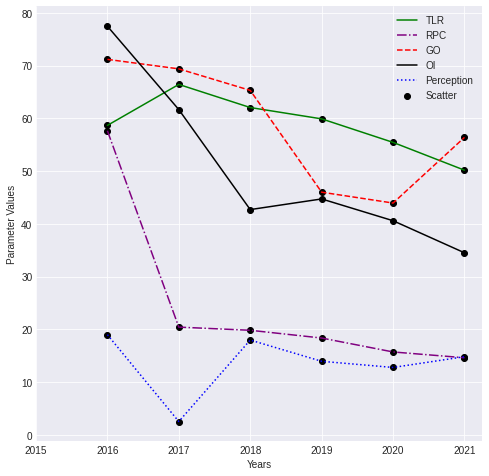 80
70
60
50
40
30
20
10
0
Parameter Values
2015 2016 2017 2018 2019 2020 2021
Years
TLR
RPC
GO
OI
Perception
Scatter